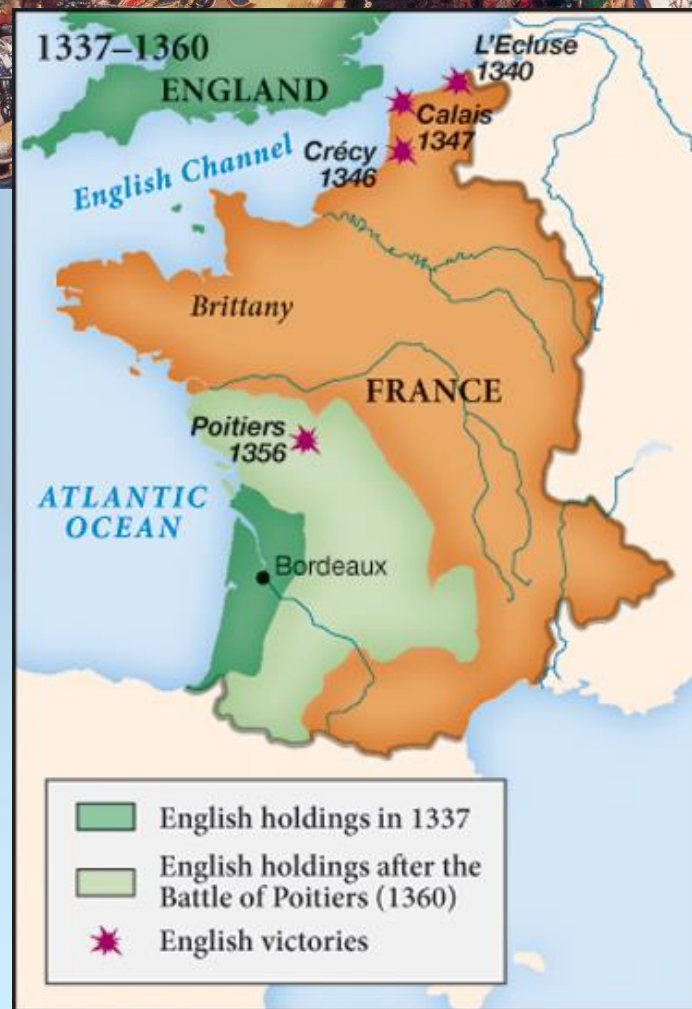 1337–1360
ENGLAND
L'Ecluse
1340
Calais
1347
English Channel
Crécy
1346
Brittany
FRANCE
Poitiers
1356
ATLANTIC
OCEAN
Bordeaux
English holdings in 1337
English holdings after the
Battle of Poitiers (1360)
English victories